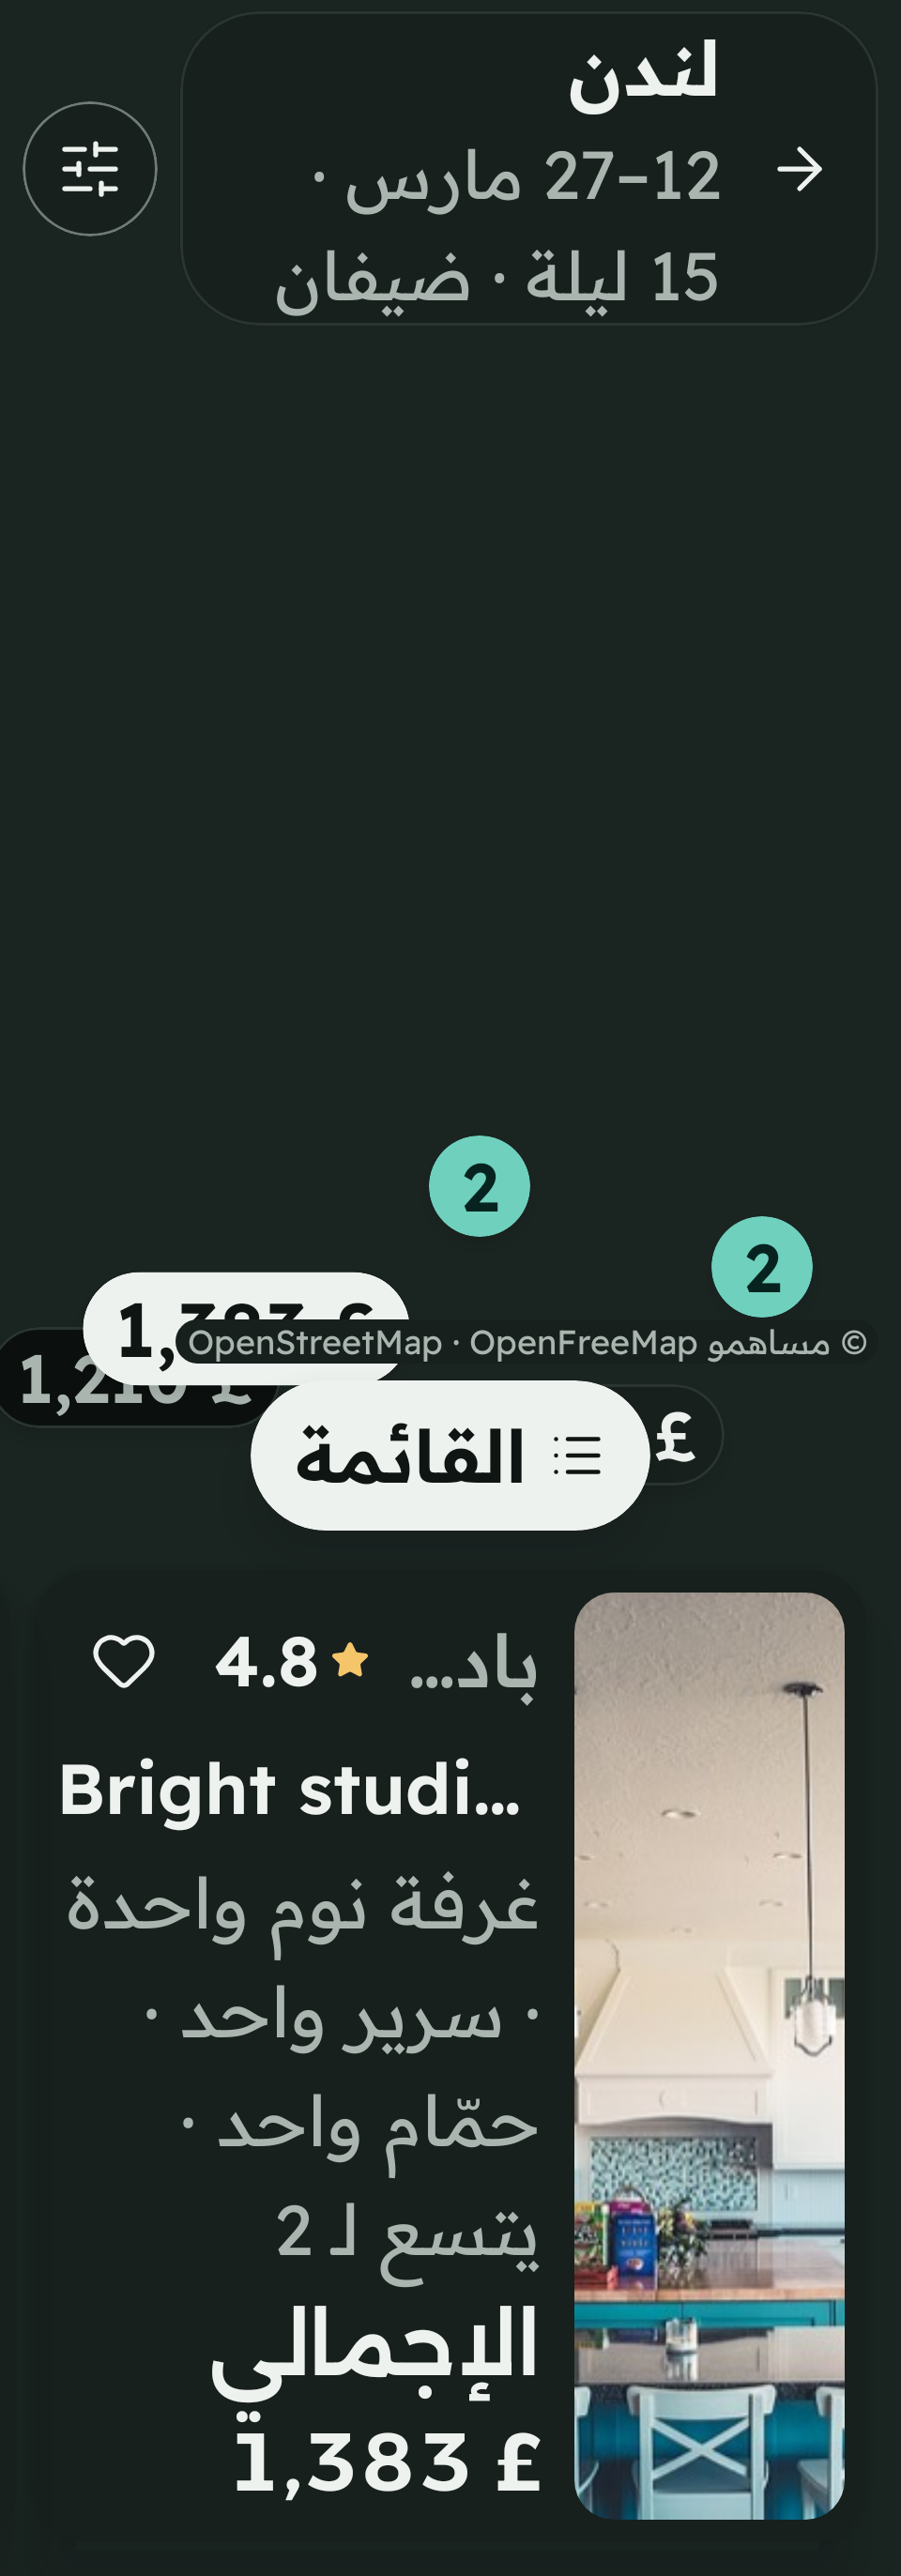 لندن
12–27 مارس ·
15 ليلة · ضيفان
2
2
© مساهمو OpenStreetMap · OpenFreeMap
£
القائمة
باد...
4.8
Bright studi...
غرفة نوم واحدة
· سرير واحد ·
حمّام واحد ·
يتسع لـ 2
الإجمالي
1,383 £